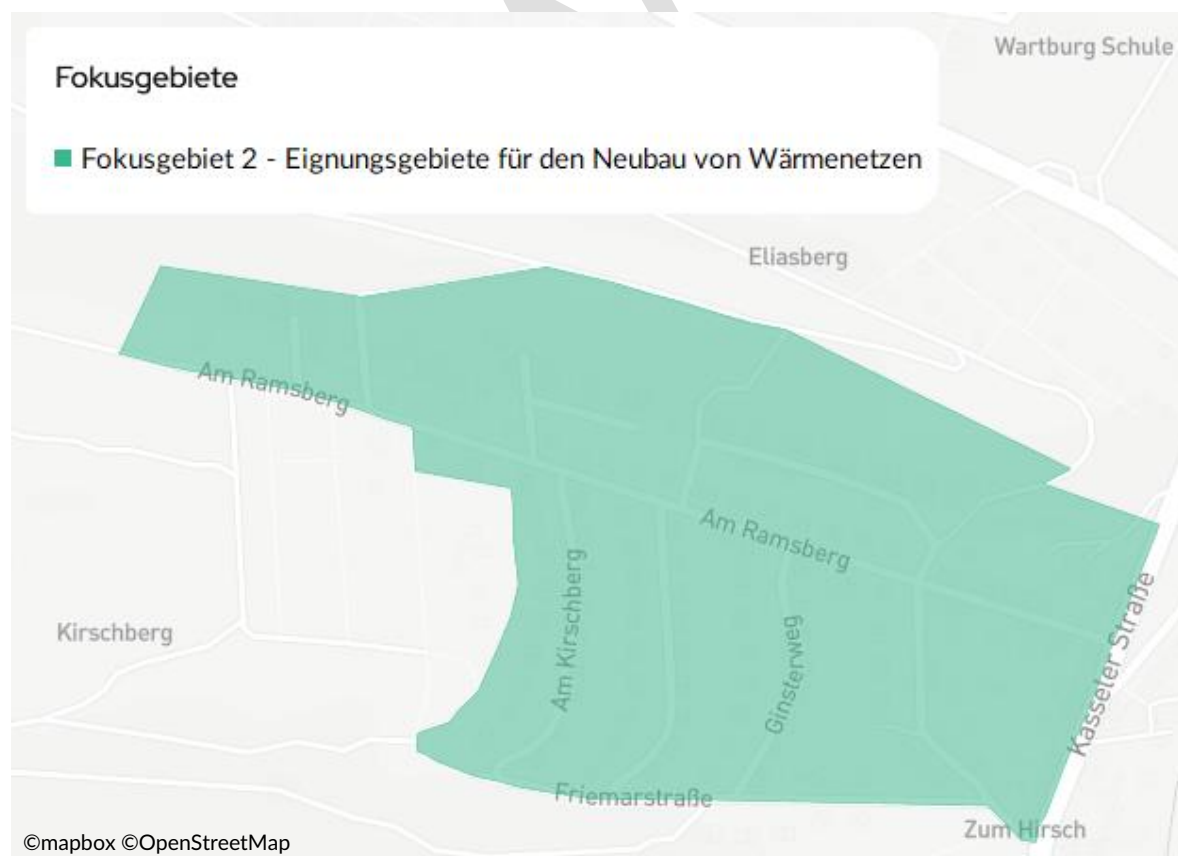 Fokusgebiete
Wartburg Schule
Fokusgebiet 2 - Eignungsgebiete für den Neubau von Wärmenetzen
Eliasberg
Am Ramsberg
Am Ramsberg
Am Kirschberg
Kirschberg
Ginsterweg
Kasseler Straße
Friemarstraße
Zum Hirsch
©mapbox ©OpenStreetMap